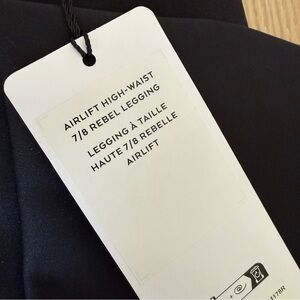 AIRLIFT HIGH-WAIST
7/8 REBEL LEGGING
LEGGING À TAILLE
HAUTE 7/8 REBELLE
AIRLIFT